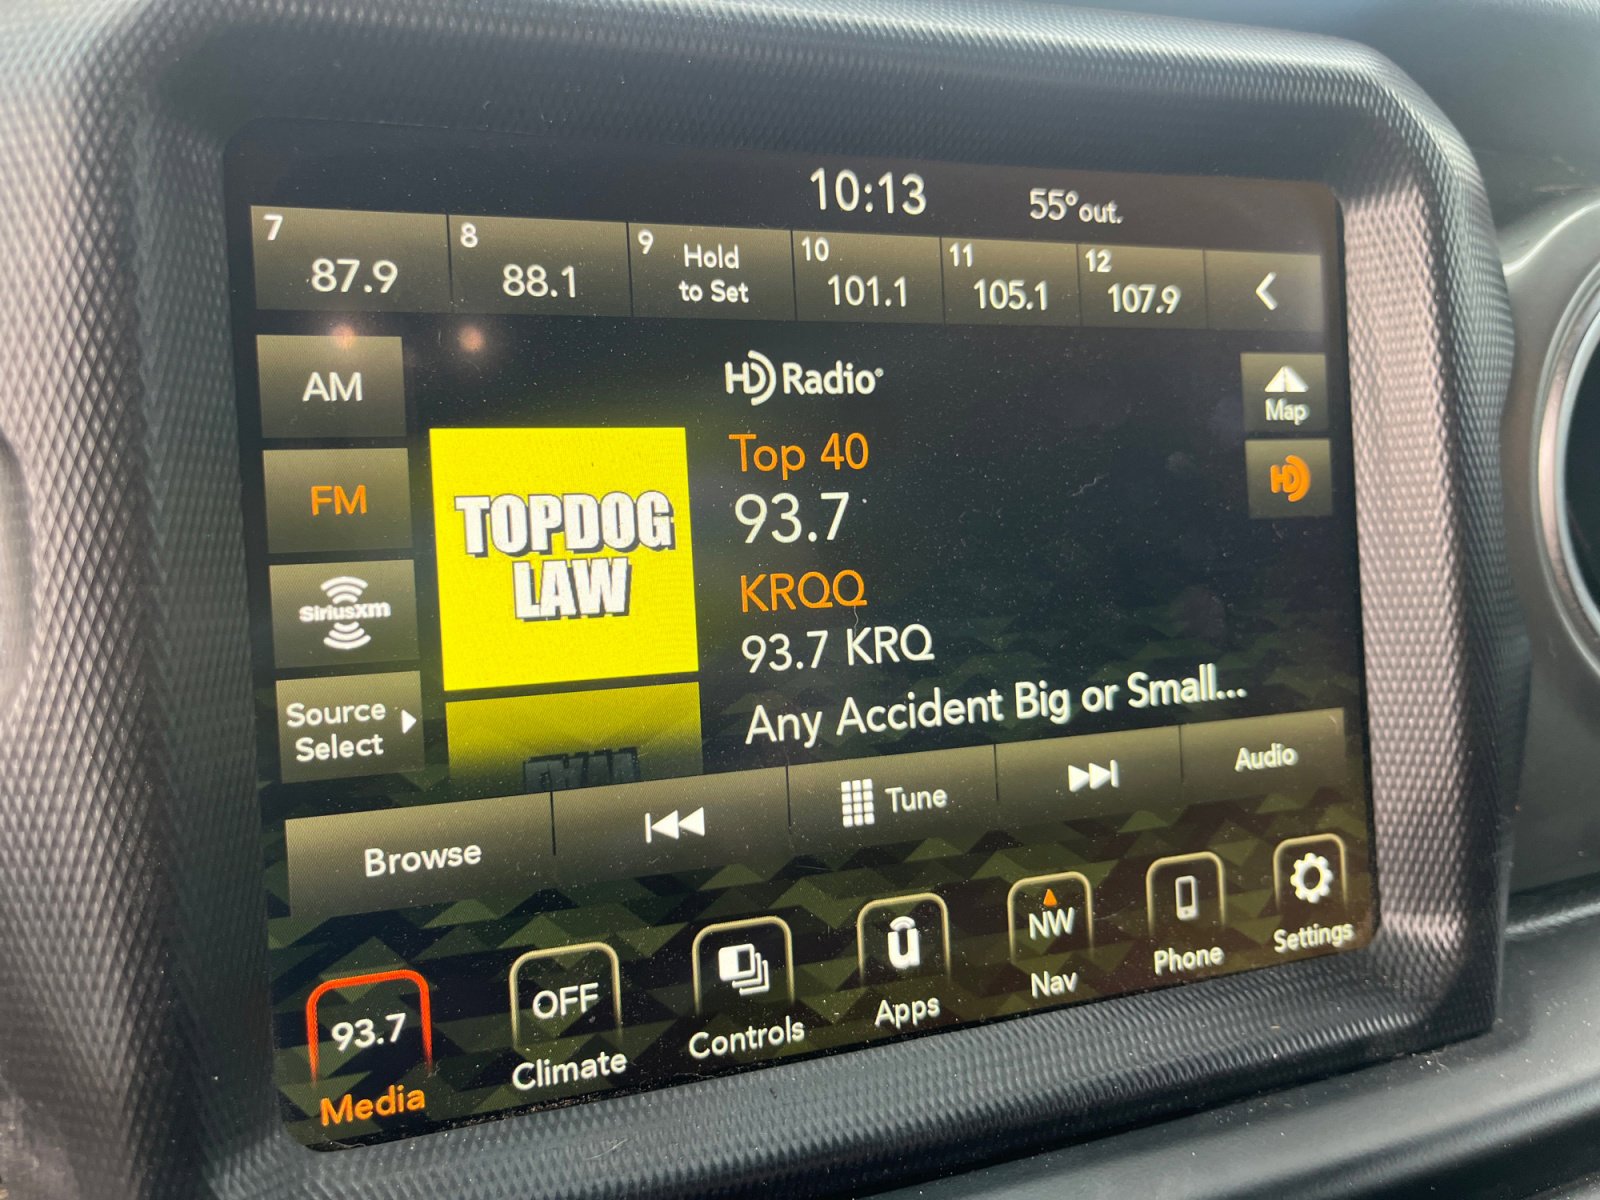 10:13
55° out.
7
87.9
8
88.1
9
Hold
to Set
10
101.1
11
105.1
12
107.9
AM
FM
SiriusXM
Source
Select
TOPDOG
LAW
HD Radio®
Top 40
93.7
KRQQ
93.7 KRQ
Any Accident Big or Small...
Map
HD
Browse
Tune
Audio
93.7
Media
OFF
Climate
Controls
u
Apps
NW
Nav
Phone
Settings